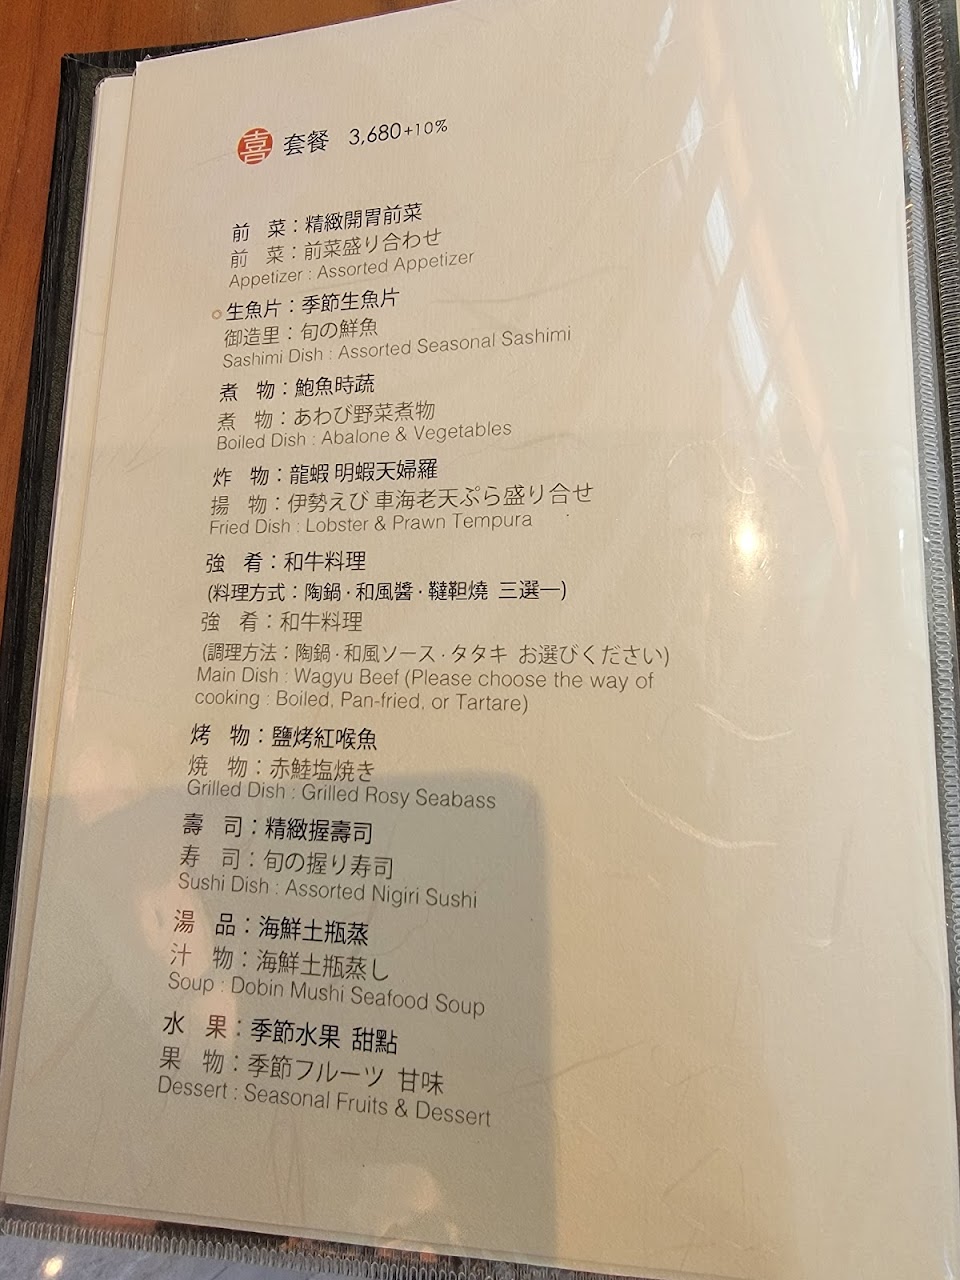 喜 套餐 3,680+10%
前 菜：精緻開胃前菜
前 菜：前菜盛り合わせ
Appetizer : Assorted Appetizer
生魚片：季節生魚片
御造里：旬の鮮魚
Sashimi Dish : Assorted Seasonal Sashimi
煮 物：鮑魚時蔬
煮 物：あわび野菜煮物
Boiled Dish : Abalone & Vegetables
炸 物：龍蝦 明蝦天婦羅
揚 物：伊勢えび 車海老天ぷら盛り合せ
Fried Dish : Lobster & Prawn Tempura
強 肴：和牛料理
(料理方式：陶鍋·和風醬·韃靼燒 三選一)
強 肴：和牛料理
(調理方法：陶鍋·和風ソース·タタキ お選びください)
Main Dish : Wagyu Beef (Please choose the way of
cooking : Boiled, Pan-fried, or Tartare)
烤 物：鹽烤紅喉魚
焼 物：赤鯥塩焼き
Grilled Dish : Grilled Rosy Seabass
壽 司：精緻握壽司
寿 司：旬の握り寿司
Sushi Dish : Assorted Nigiri Sushi
湯 品：海鮮土瓶蒸
汁 物：海鮮土瓶蒸し
Soup : Dobin Mushi Seafood Soup
水 果：季節水果 甜點
果 物：季節フルーツ 甘味
Dessert : Seasonal Fruits & Dessert